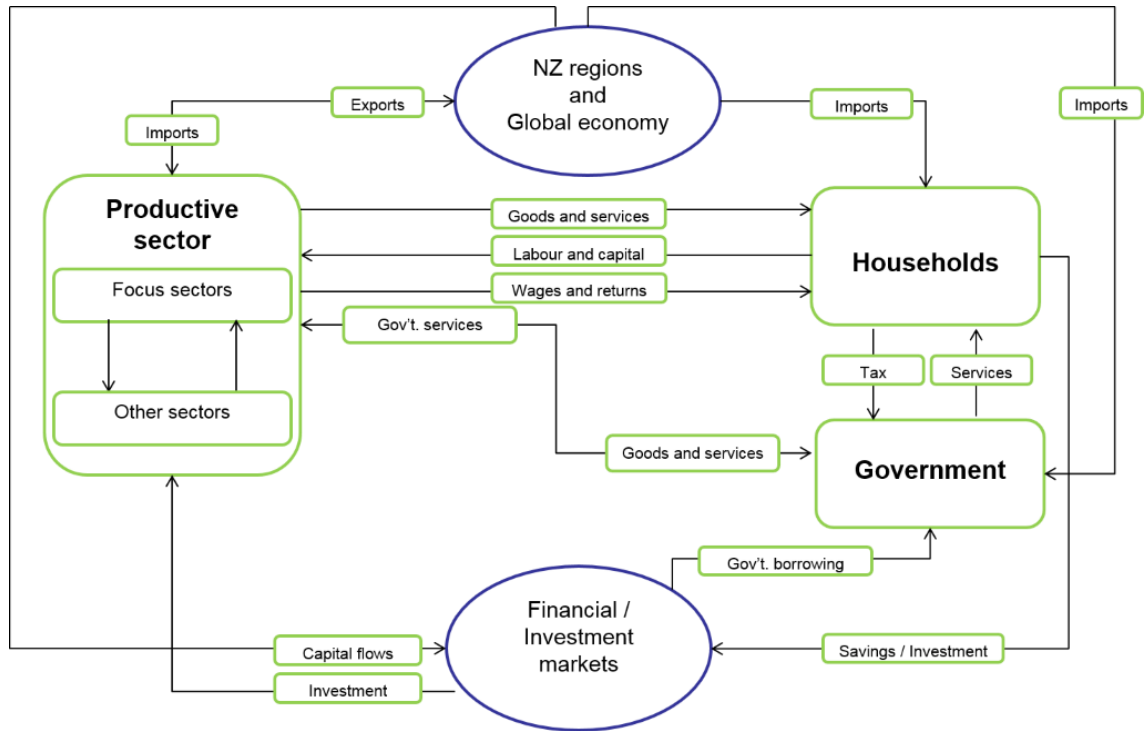 NZ regions
and
Global economy
Exports
Imports
Imports
Imports
Productive
sector
Focus sectors
Other sectors
Goods and services
Labour and capital
Wages and returns
Gov't. services
Households
Tax
Services
Goods and services
Government
Gov't. borrowing
Financial /
Investment
markets
Capital flows
Investment
Savings / Investment